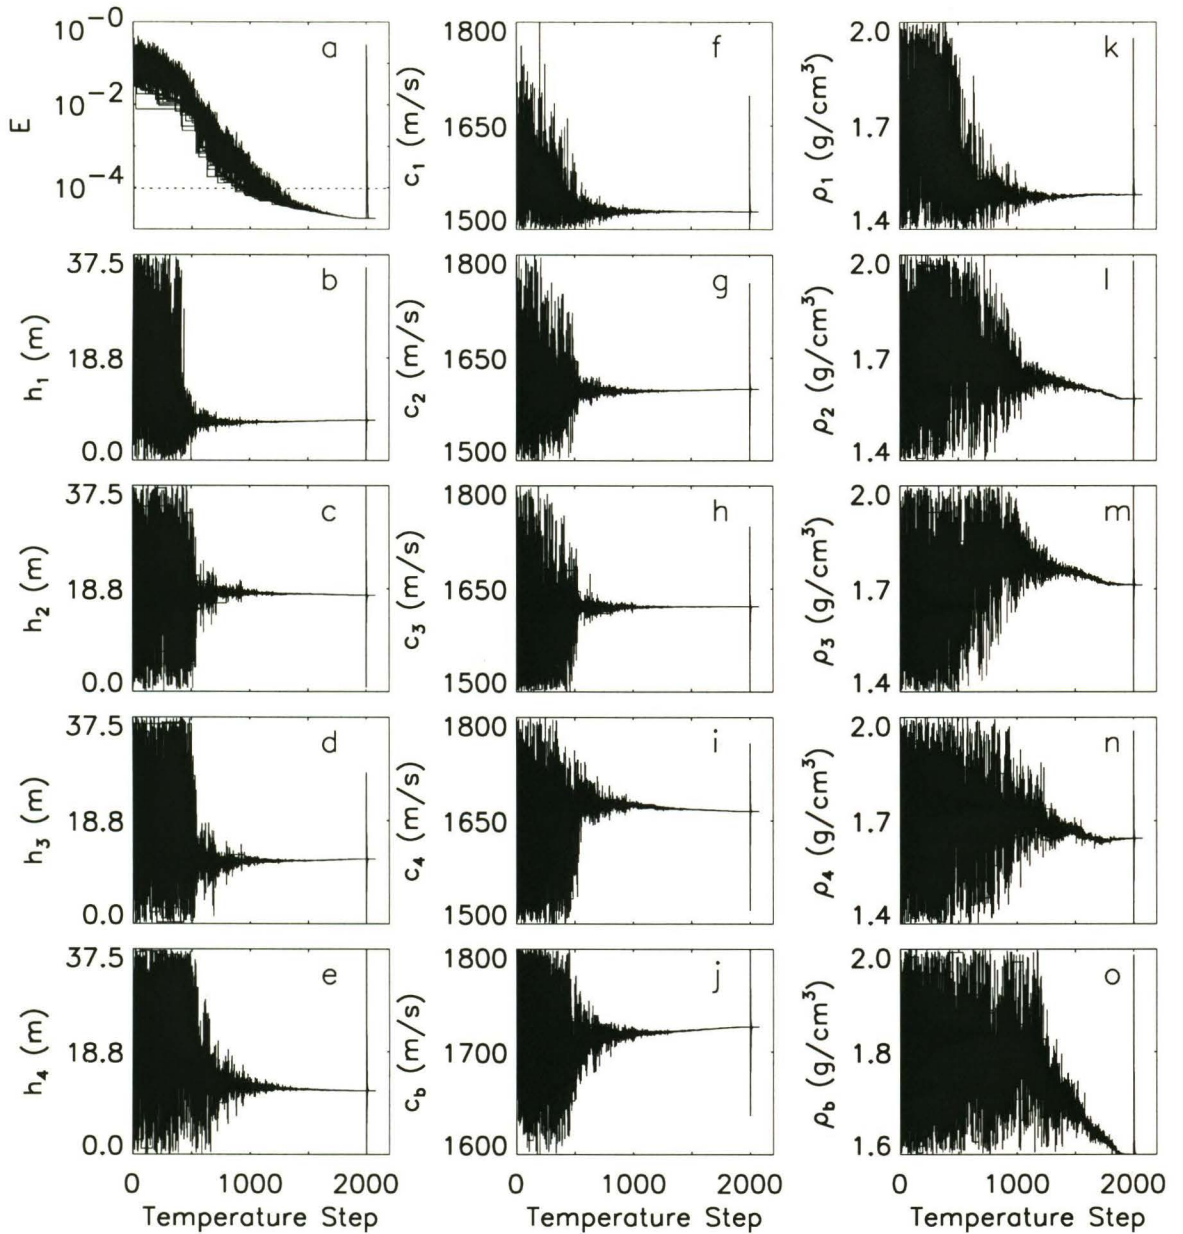 10⁻⁰
10⁻²
10⁻⁴
E
a
1800
1650
1500
c₁ (m/s)
f
2.0
1.7
1.4
ρ₁ (g/cm³)
k
37.5
18.8
0.0
h₁ (m)
b
1800
1650
1500
c₂ (m/s)
g
2.0
1.7
1.4
ρ₂ (g/cm³)
l
37.5
18.8
0.0
h₂ (m)
c
1800
1650
1500
c₃ (m/s)
h
2.0
1.7
1.4
ρ₃ (g/cm³)
m
37.5
18.8
0.0
h₃ (m)
d
1800
1650
1500
c₄ (m/s)
i
2.0
1.7
1.4
ρ₄ (g/cm³)
n
37.5
18.8
0.0
h₄ (m)
e
1800
1700
1600
c_b (m/s)
j
2.0
1.8
1.6
ρ_b (g/cm³)
o
0 1000 2000
Temperature Step
0 1000 2000
Temperature Step
0 1000 2000
Temperature Step